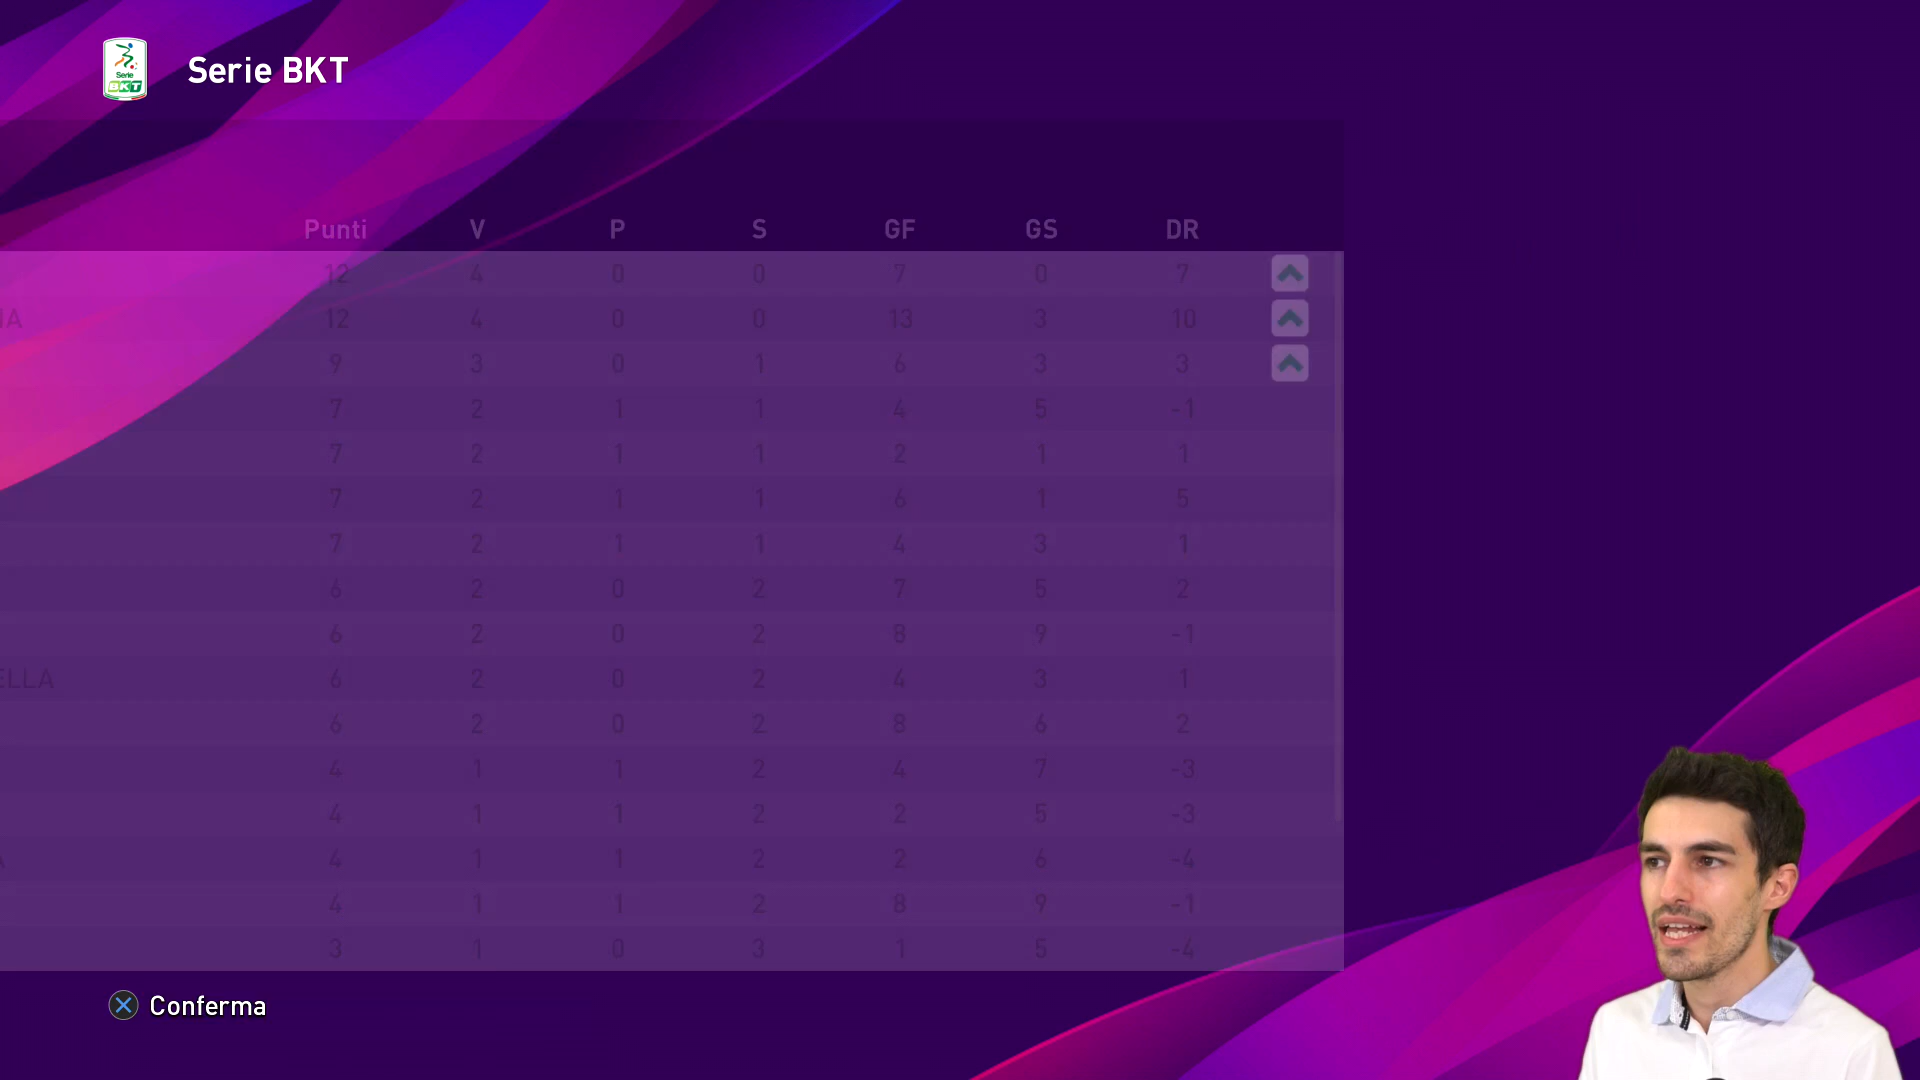 Serie
BKT
Serie BKT
Punti V P S GF GS DR
12 4 0 0 7 0 7
IA 12 4 0 0 13 3 10
9 3 0 1 6 3 3
7 2 1 1 4 5 -1
7 2 1 1 2 1 1
7 2 1 1 6 1 5
7 2 1 1 4 3 1
6 2 0 2 7 5 2
6 2 0 2 8 9 -1
ELLA 6 2 0 2 4 3 1
6 2 0 2 8 6 2
4 1 1 2 4 7 -3
4 1 1 2 2 5 -3
A 4 1 1 2 2 6 -4
4 1 1 2 8 9 -1
3 1 0 3 1 5 -4
Conferma